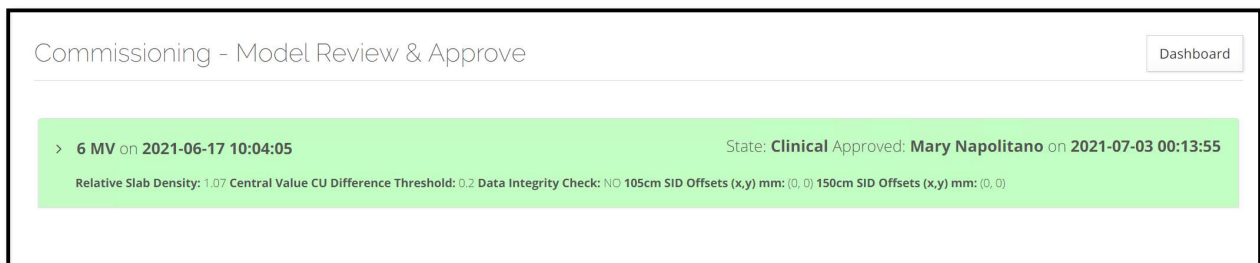 Commissioning - Model Review & Approve
Dashboard
> 6 MV on 2021-06-17 10:04:05
State: Clinical Approved: Mary Napolitano on 2021-07-03 00:13:55
Relative Slab Density: 1.07 Central Value CU Difference Threshold: 0.2 Data Integrity Check: NO 105cm SID Offsets (x,y) mm: (0, 0) 150cm SID Offsets (x,y) mm: (0, 0)